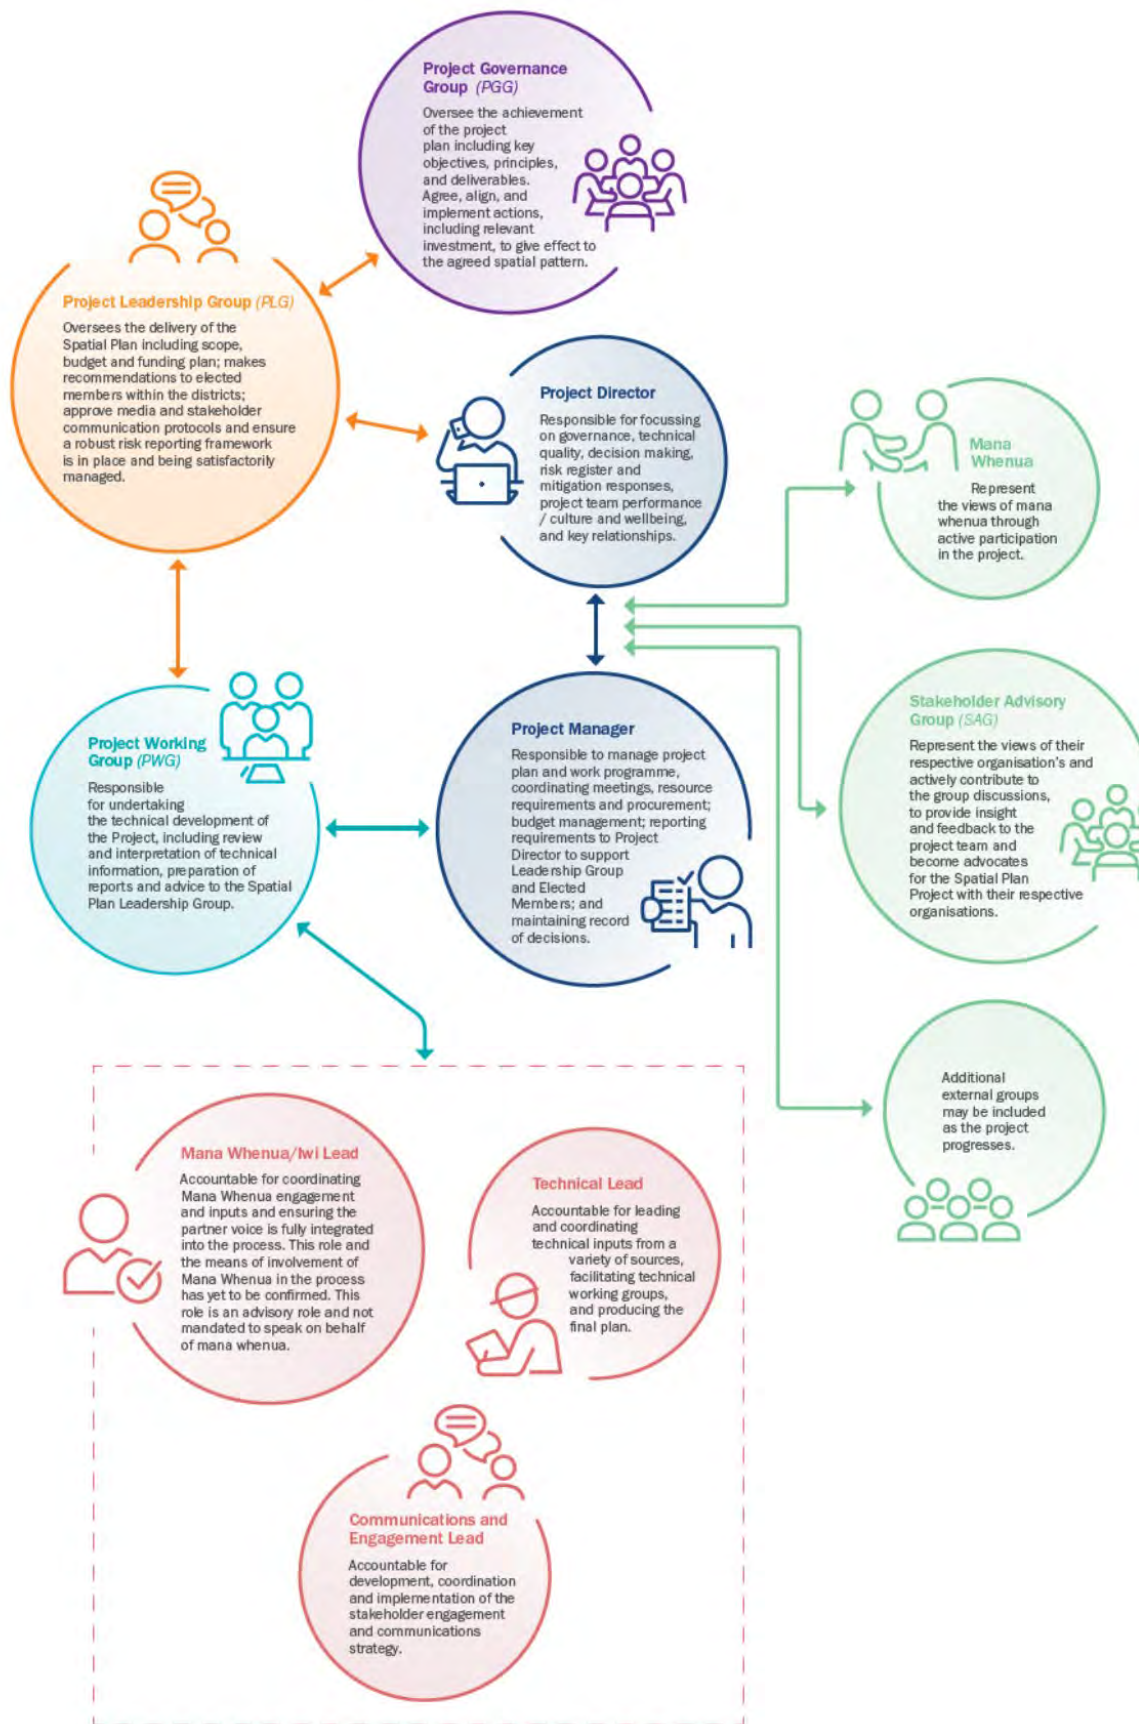 Project Governance
Group (PGG)
Oversee the achievement
of the project
plan including key
objectives, principles,
and deliverables.
Agree, align, and
implement actions,
including relevant
investment, to give effect to
the agreed spatial pattern.
Project Leadership Group (PLG)
Oversees the delivery of the
Spatial Plan including scope,
budget and funding plan; makes
recommendations to elected
members within the districts;
approve media and stakeholder
communication protocols and ensure
a robust risk reporting framework
is in place and being satisfactorily
managed.
Project Director
Responsible for focussing
on governance, technical
quality, decision making,
risk register and
mitigation responses,
project team performance
/ culture and wellbeing,
and key relationships.
Mana
Whenua
Represent
the views of mana
whenua through
active participation
in the project.
Project Working
Group (PWG)
Responsible
for undertaking
the technical development of
the Project, including review
and interpretation of technical
information, preparation of
reports and advice to the Spatial
Plan Leadership Group.
Project Manager
Responsible to manage project
plan and work programme,
coordinating meetings, resource
requirements and procurement;
budget management; reporting
requirements to Project
Director to support
Leadership Group
and Elected
Members; and
maintaining record
of decisions.
Stakeholder Advisory
Group (SAG)
Represent the views of their
respective organisation's and
actively contribute to
the group discussions,
to provide insight
and feedback to the
project team and
become advocates
for the Spatial Plan
Project with their respective
organisations.
Additional
external groups
may be included
as the project
progresses.
Mana Whenua/Iwi Lead
Accountable for coordinating
Mana Whenua engagement
and inputs and ensuring the
partner voice is fully integrated
into the process. This role and
the means of involvement of
Mana Whenua in the process
has yet to be confirmed. This
role is an advisory role and not
mandated to speak on behalf
of mana whenua.
Technical Lead
Accountable for leading
and coordinating
technical inputs from a
variety of sources,
facilitating technical
working groups,
and producing the
final plan.
Communications and
Engagement Lead
Accountable for
development, coordination
and implementation of the
stakeholder engagement
and communications
strategy.